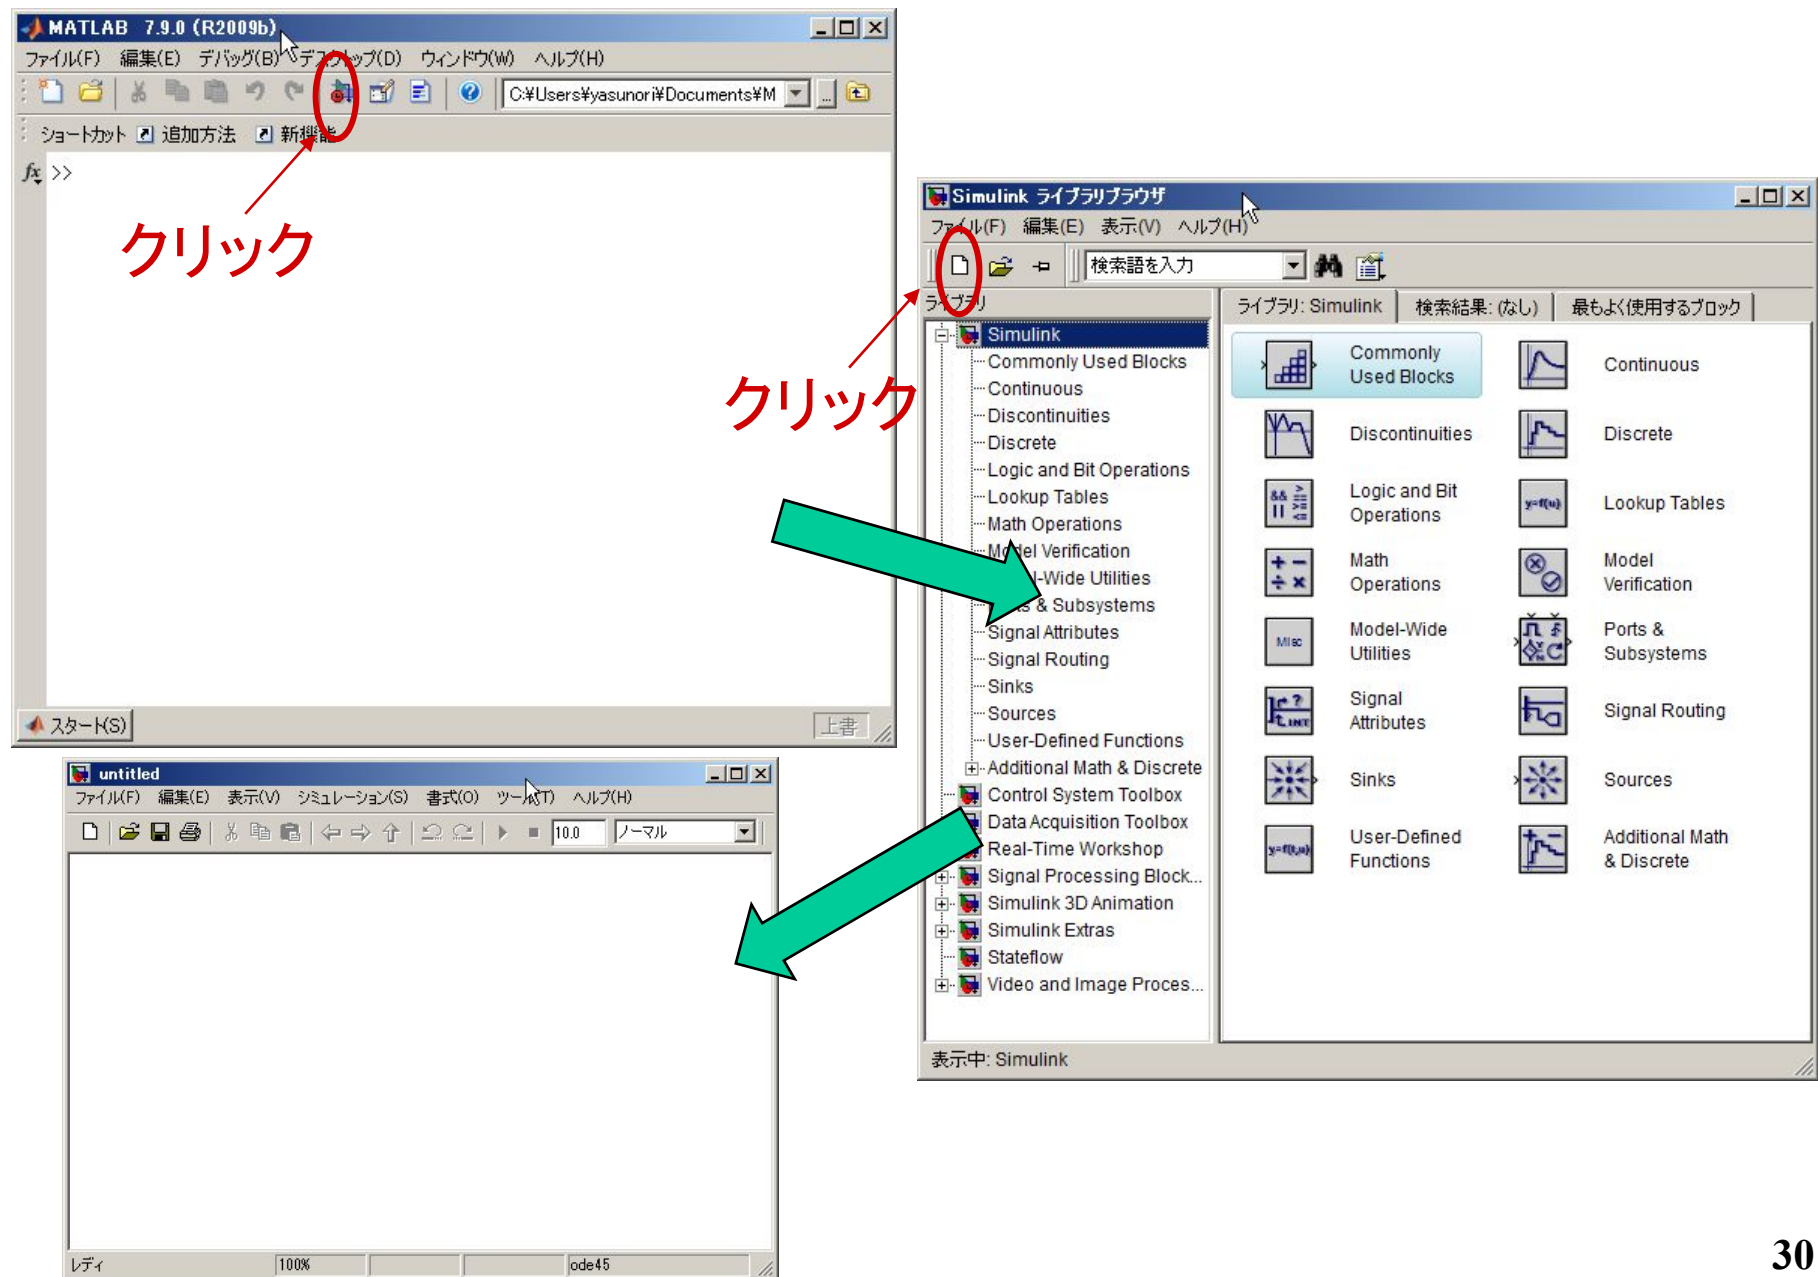 MATLAB 7.9.0 (R2009b)
ファイル(F) 編集(E) デバッグ(B) デスクトップ(D) ウィンドウ(W) ヘルプ(H)
C:¥Users¥yasunori¥Documents¥M
...
ショートカット 追加方法 新機能
fx >>
クリック
スタート(S)
上書
Simulink ライブラリブラウザ
ファイル(F) 編集(E) 表示(V) ヘルプ(H)
検索語を入力
クリック
ライブラリ
Simulink
Commonly Used Blocks
Continuous
Discontinuities
Discrete
Logic and Bit Operations
Lookup Tables
Math Operations
Model Verification
-Wide Utilities
& Subsystems
Signal Attributes
Signal Routing
Sinks
Sources
User-Defined Functions
Additional Math & Discrete
Control System Toolbox
Data Acquisition Toolbox
Real-Time Workshop
Signal Processing Block...
Simulink 3D Animation
Simulink Extras
Stateflow
Video and Image Proces...
ライブラリ: Simulink 検索結果: (なし) 最もよく使用するブロック
Commonly
Used Blocks
Continuous
Discontinuities
Discrete
&& > ==
|| >= <=
Logic and Bit
Operations
y=f(u)
Lookup Tables
+ −
÷ ×
Math
Operations
Model
Verification
Misc
Model-Wide
Utilities
Ports &
Subsystems
?
INT
Signal
Attributes
Signal Routing
Sinks
Sources
y=f(t,u)
User-Defined
Functions
+ −
Additional Math
& Discrete
表示中: Simulink
untitled
ファイル(F) 編集(E) 表示(V) シミュレーション(S) 書式(O) ツール(T) ヘルプ(H)
10.0 ノーマル
レディ 100% ode45
30